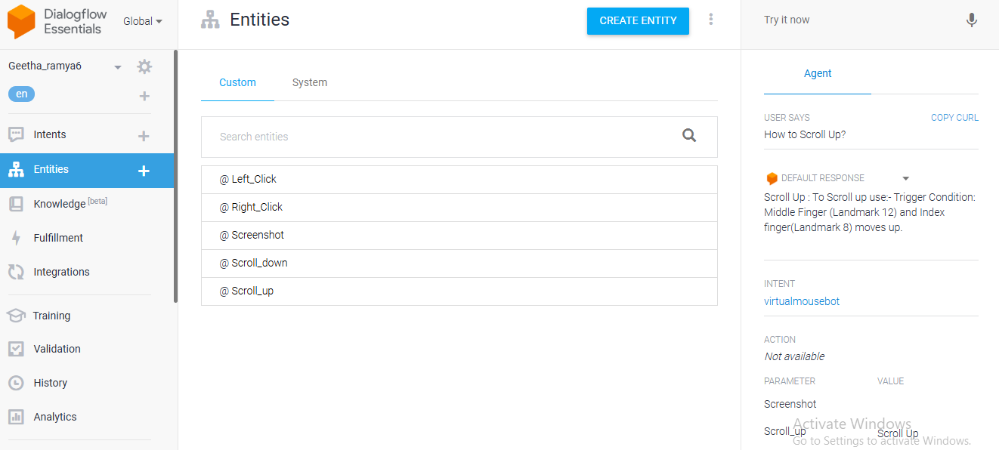 Dialogflow
Essentials
Global
Geetha_ramya6
en
Intents
Entities
Knowledge [beta]
Fulfillment
Integrations
Training
Validation
History
Analytics
Entities
CREATE ENTITY
Custom
System
Search entities
@ Left_Click
@ Right_Click
@ Screenshot
@ Scroll_down
@ Scroll_up
Try it now
Agent
USER SAYS
COPY CURL
How to Scroll Up?
DEFAULT RESPONSE
Scroll Up : To Scroll up use:- Trigger Condition:
Middle Finger (Landmark 12) and Index
finger(Landmark 8) moves up.
INTENT
virtualmousebot
ACTION
Not available
PARAMETER
VALUE
Screenshot
Scroll_up
Scroll Up
Activate Windows
Go to Settings to activate Windows.